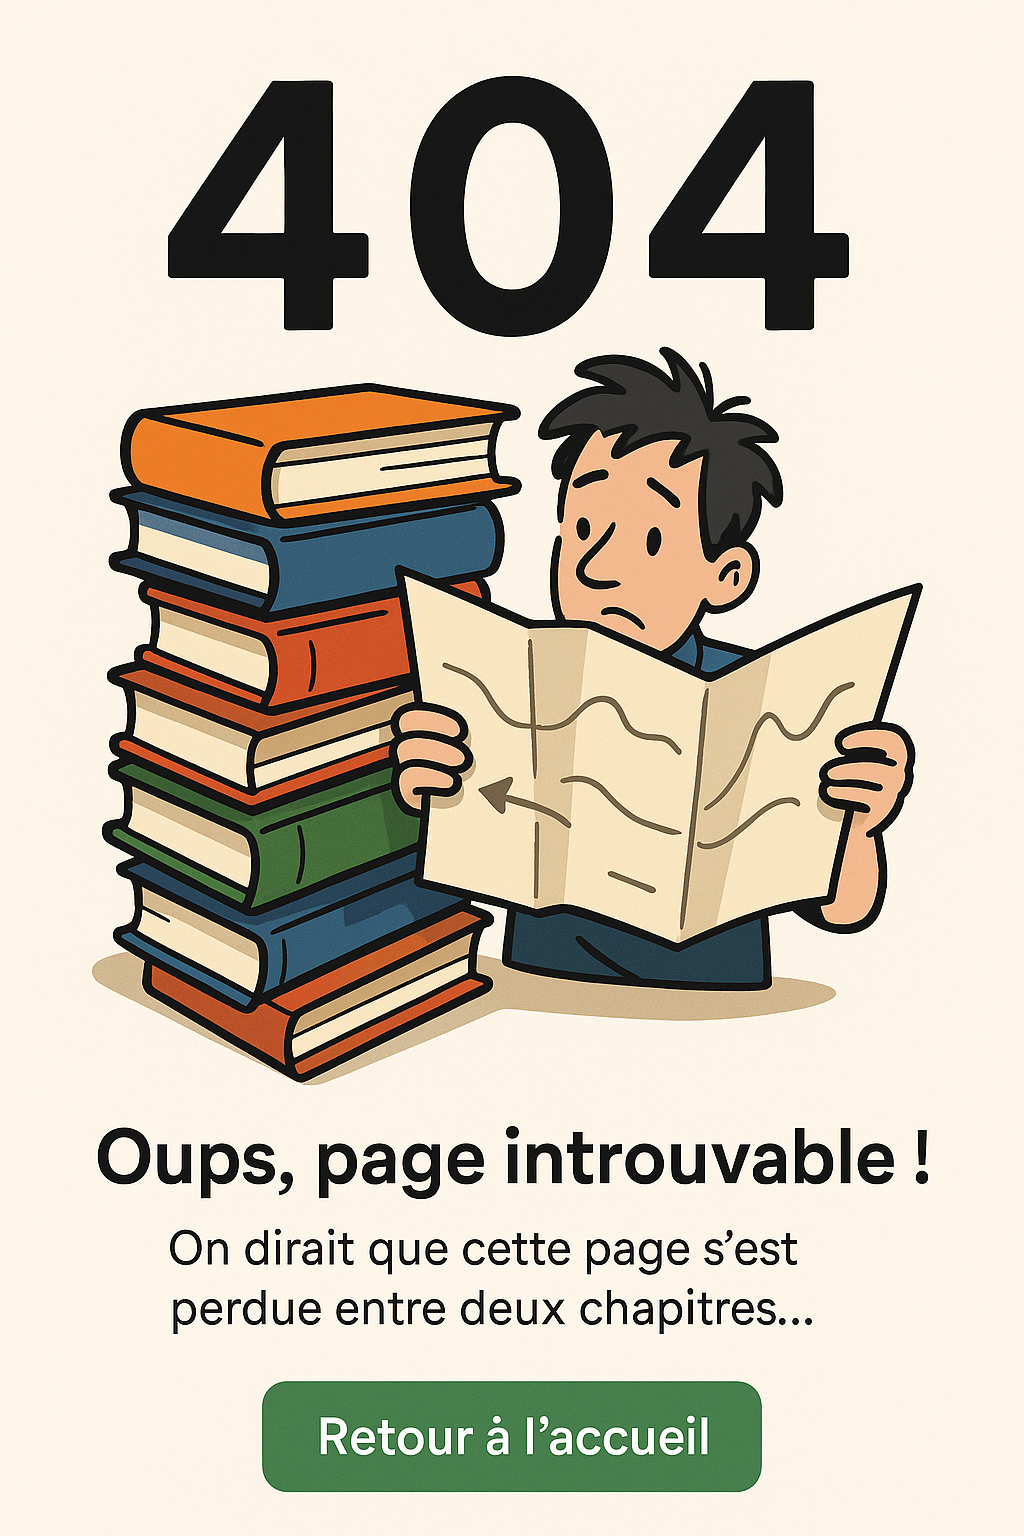 404
Oups, page introuvable !
On dirait que cette page s’est
perdue entre deux chapitres...
Retour ȧ l’accueil